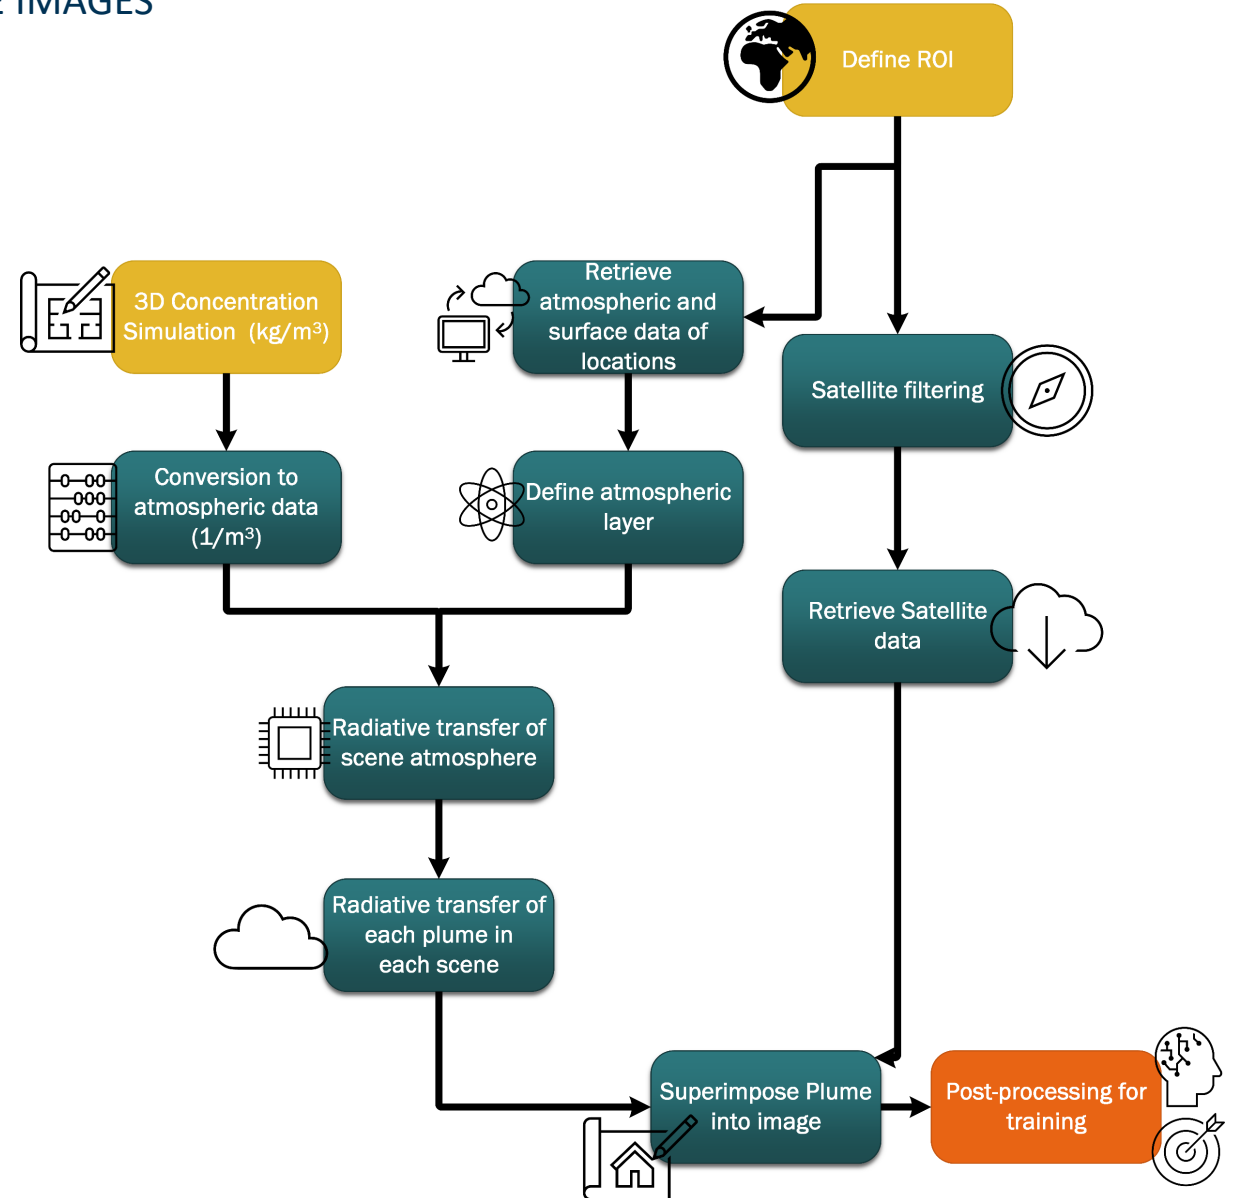 IMAGES
Define ROI
3D Concentration
Simulation (kg/m³)
Retrieve
atmospheric and
surface data of
locations
Satellite filtering
Conversion to
atmospheric data
(1/m³)
Define atmospheric
layer
Retrieve Satellite
data
Radiative transfer of
scene atmosphere
Radiative transfer of
each plume in
each scene
Superimpose Plume
into image
Post-processing for
training